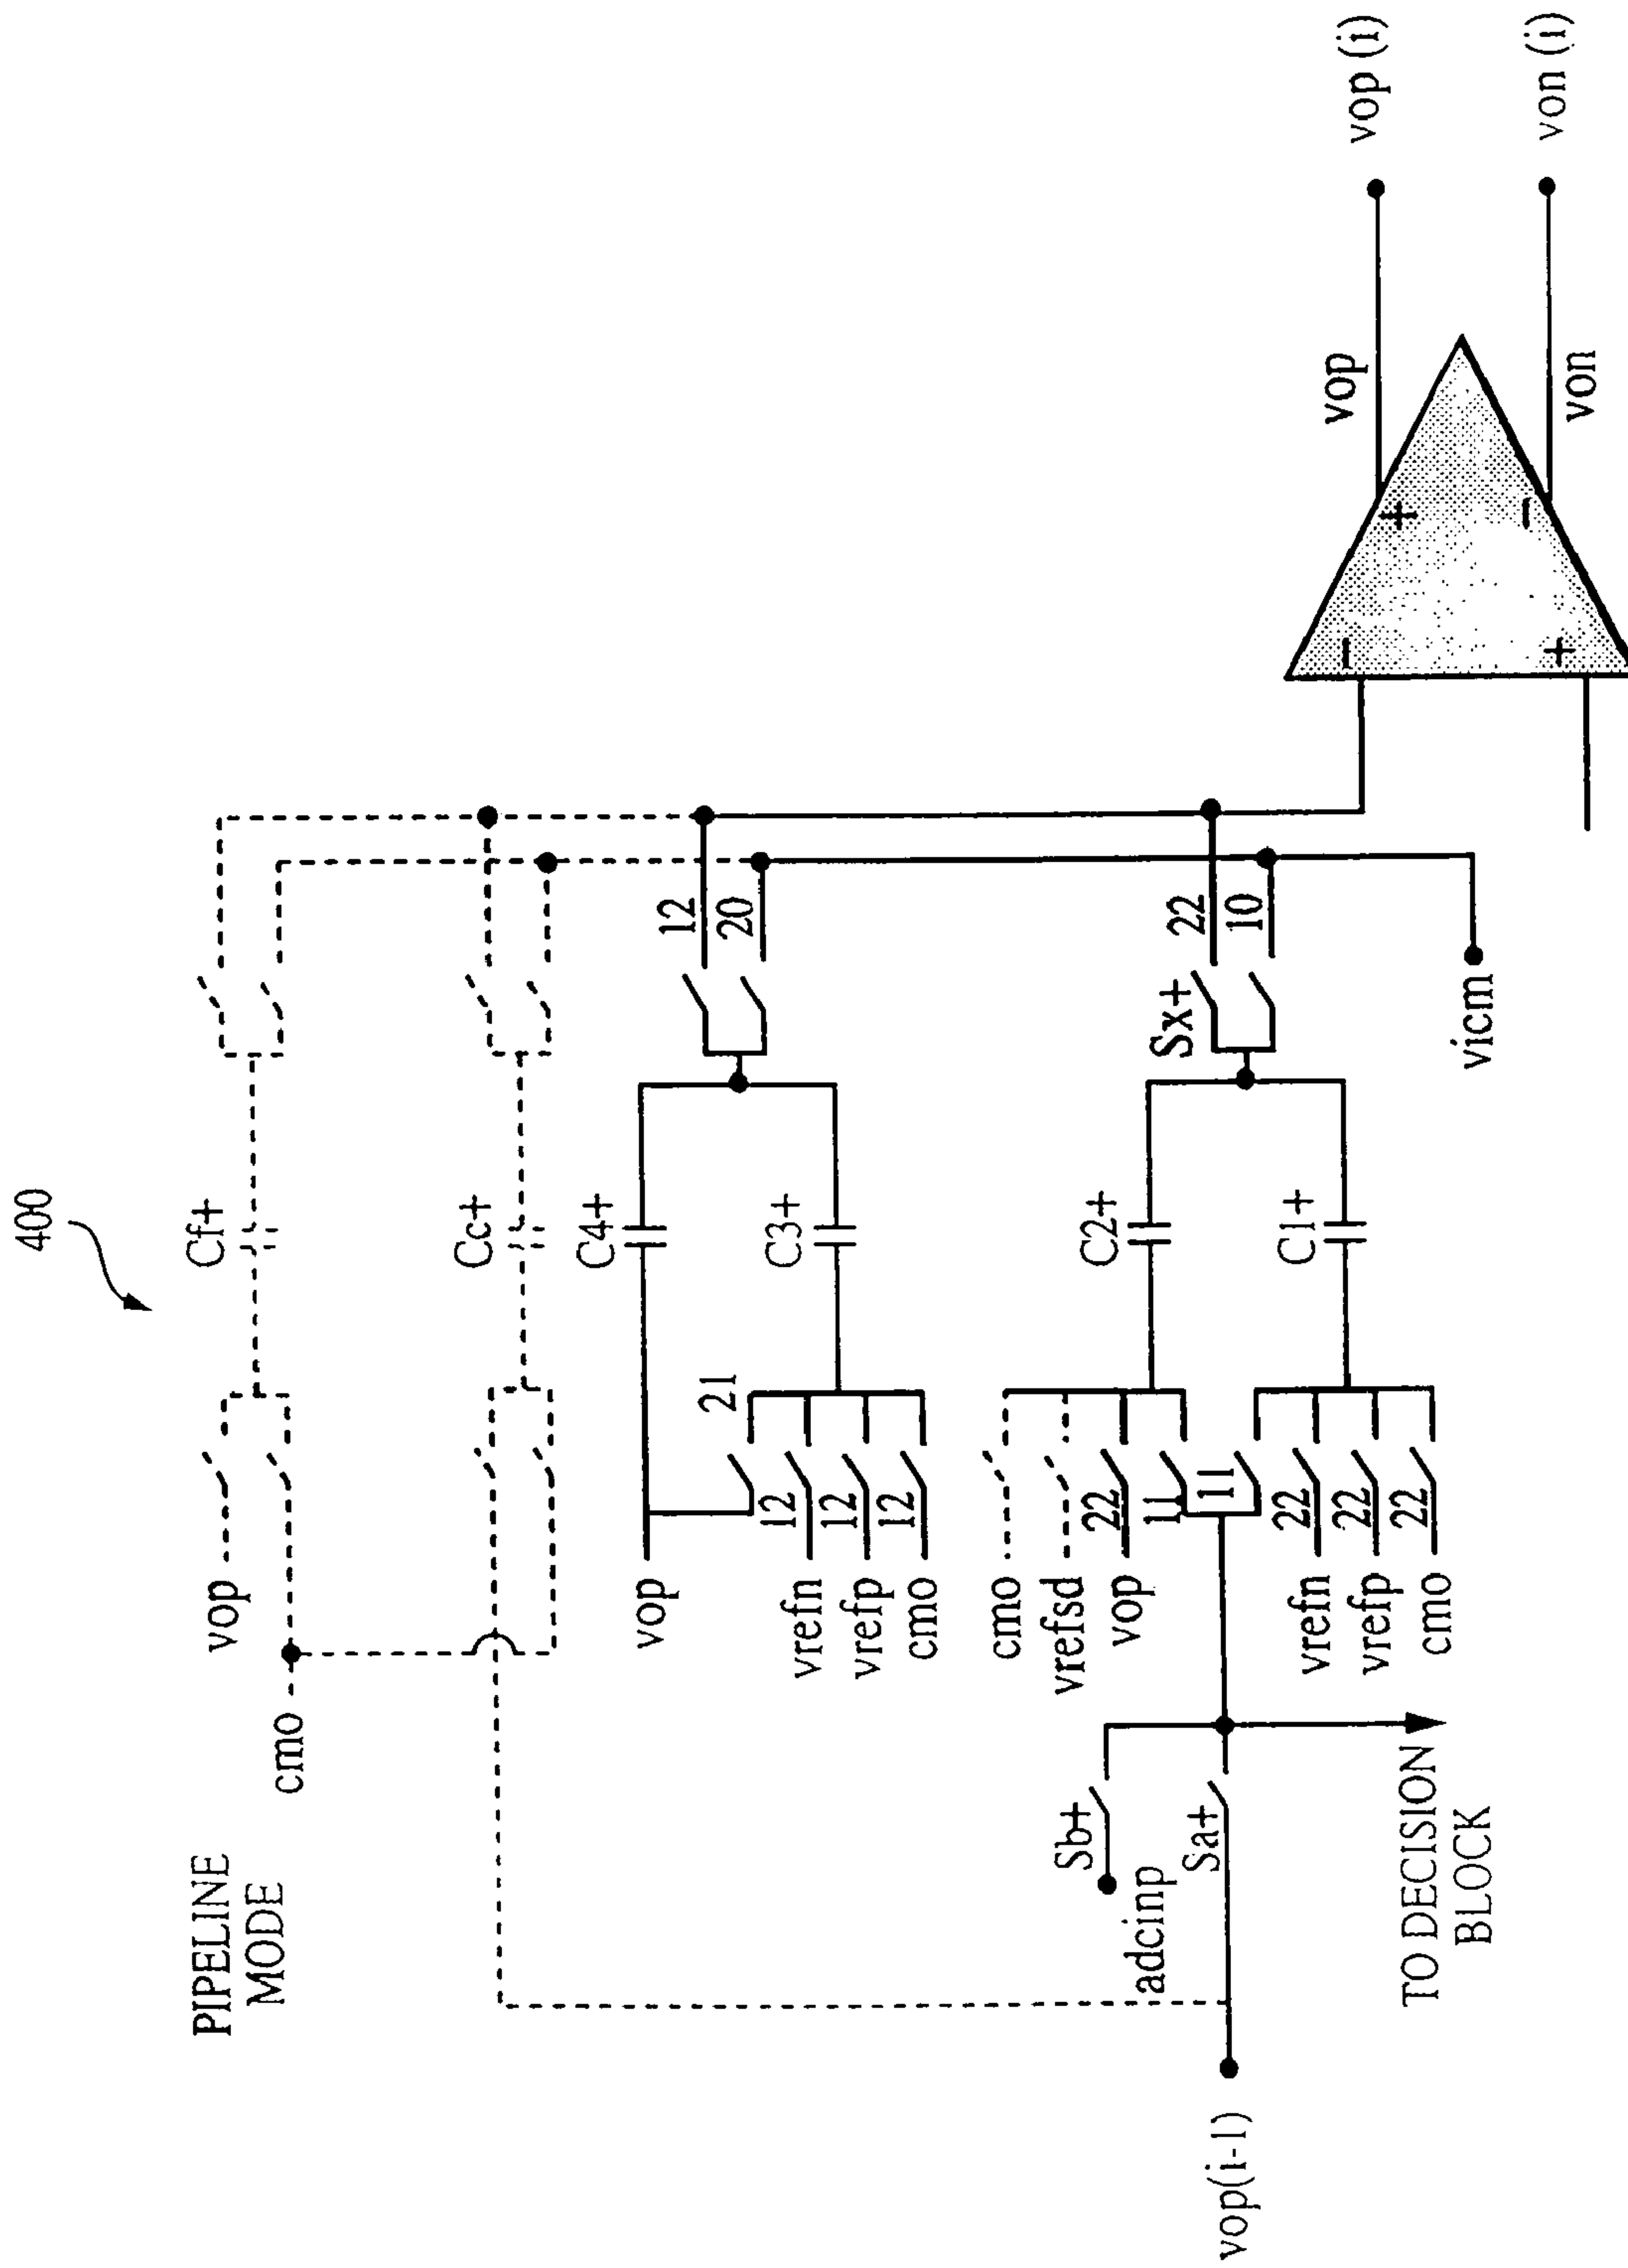 400
PIPELINE
MODE
vop
cmo
Cf+
Cc+
C4+
C3+
vop
21
12
vrefn
12
vrefp
12
cmo
12
20
cmo
vrefsd
22
vop
11
11
22
vrefn
22
vrefp
22
cmo
C2+
C1+
Sx+
22
10
vicm
Sb+
adcinp
Sa+
vop(i-1)
TO DECISION
BLOCK
−
+
+
−
vop
von
vop (i)
von (i)